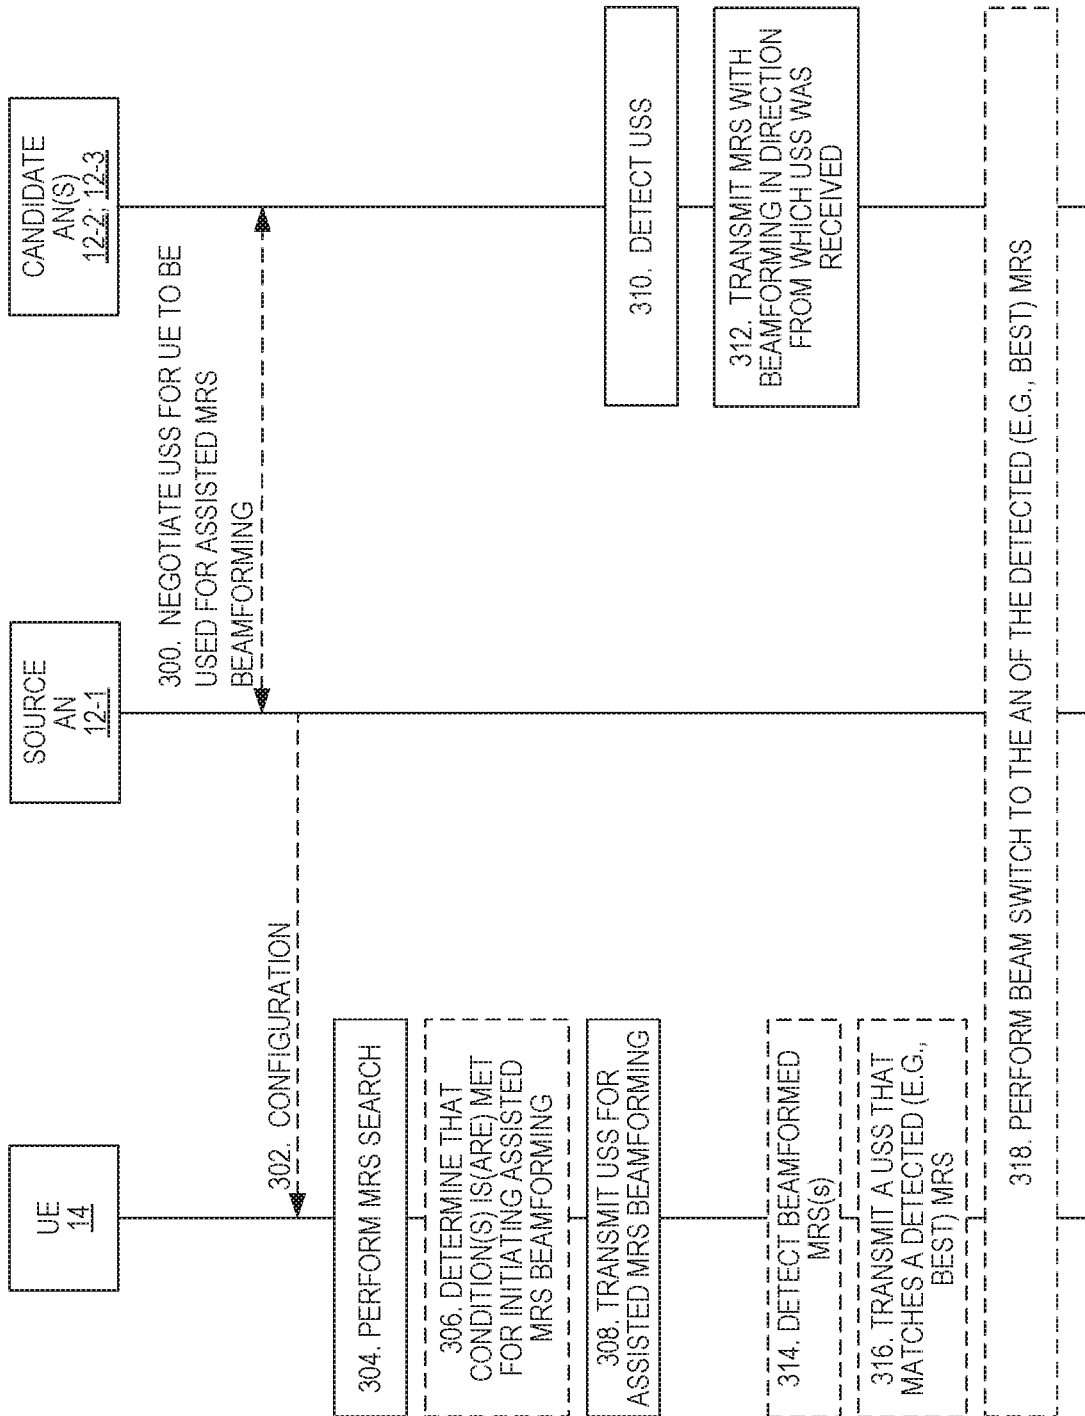 UE
14
SOURCE
AN
12-1
CANDIDATE
AN(S)
12-2; 12-3
300. NEGOTIATE USS FOR UE TO BE
USED FOR ASSISTED MRS
BEAMFORMING
302. CONFIGURATION
304. PERFORM MRS SEARCH
306. DETERMINE THAT
CONDITION(S) IS(ARE) MET
FOR INITIATING ASSISTED
MRS BEAMFORMING
308. TRANSMIT USS FOR
ASSISTED MRS BEAMFORMING
310. DETECT USS
312. TRANSMIT MRS WITH
BEAMFORMING IN DIRECTION
FROM WHICH USS WAS
RECEIVED
314. DETECT BEAMFORMED
MRS(s)
316. TRANSMIT A USS THAT
MATCHES A DETECTED (E.G.,
BEST) MRS
318. PERFORM BEAM SWITCH TO THE AN OF THE DETECTED (E.G., BEST) MRS